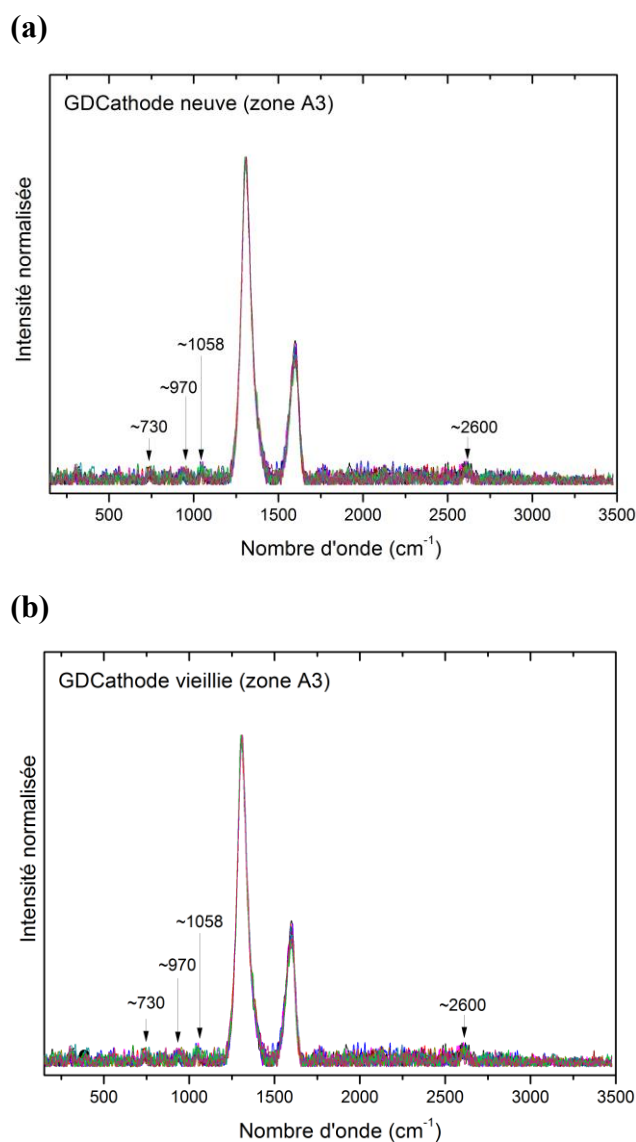 (a)
GDCathode neuve (zone A3)
Intensité normalisée
~1058
~970
~730
~2600
500 1000 1500 2000 2500 3000 3500
Nombre d'onde (cm-1)
(b)
GDCathode vieillie (zone A3)
Intensité normalisée
~1058
~970
~730
~2600
500 1000 1500 2000 2500 3000 3500
Nombre d'onde (cm-1)